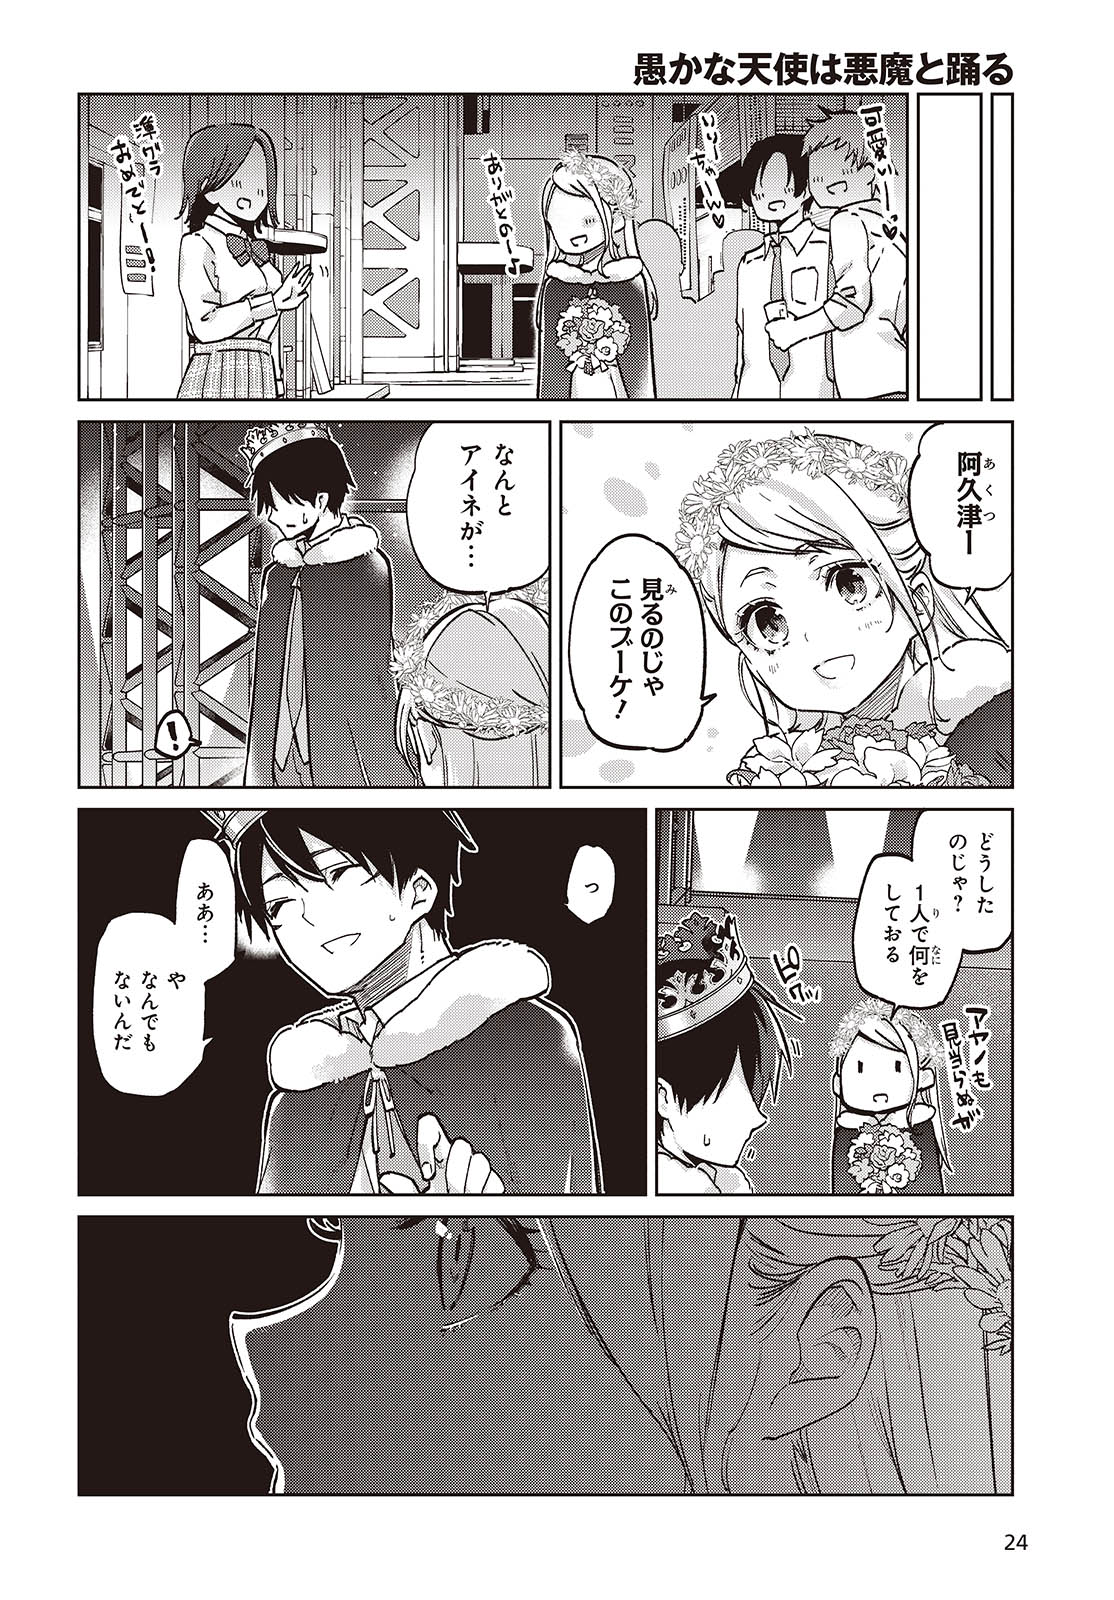 愚かな天使は悪魔と踊る
可愛いー♡
いりーちゃーんw♡
ありがとのー♪
準グラ
おめでとー!!
阿久津ー
見るのじゃ
このブーケ!
なんと
アイネが…
!
どうした
のじゃ?
1人で何を
しておる
アヤノも
見当らぬが
ビクッ
っ
ああ…
や
なんでも
ないんだ
24